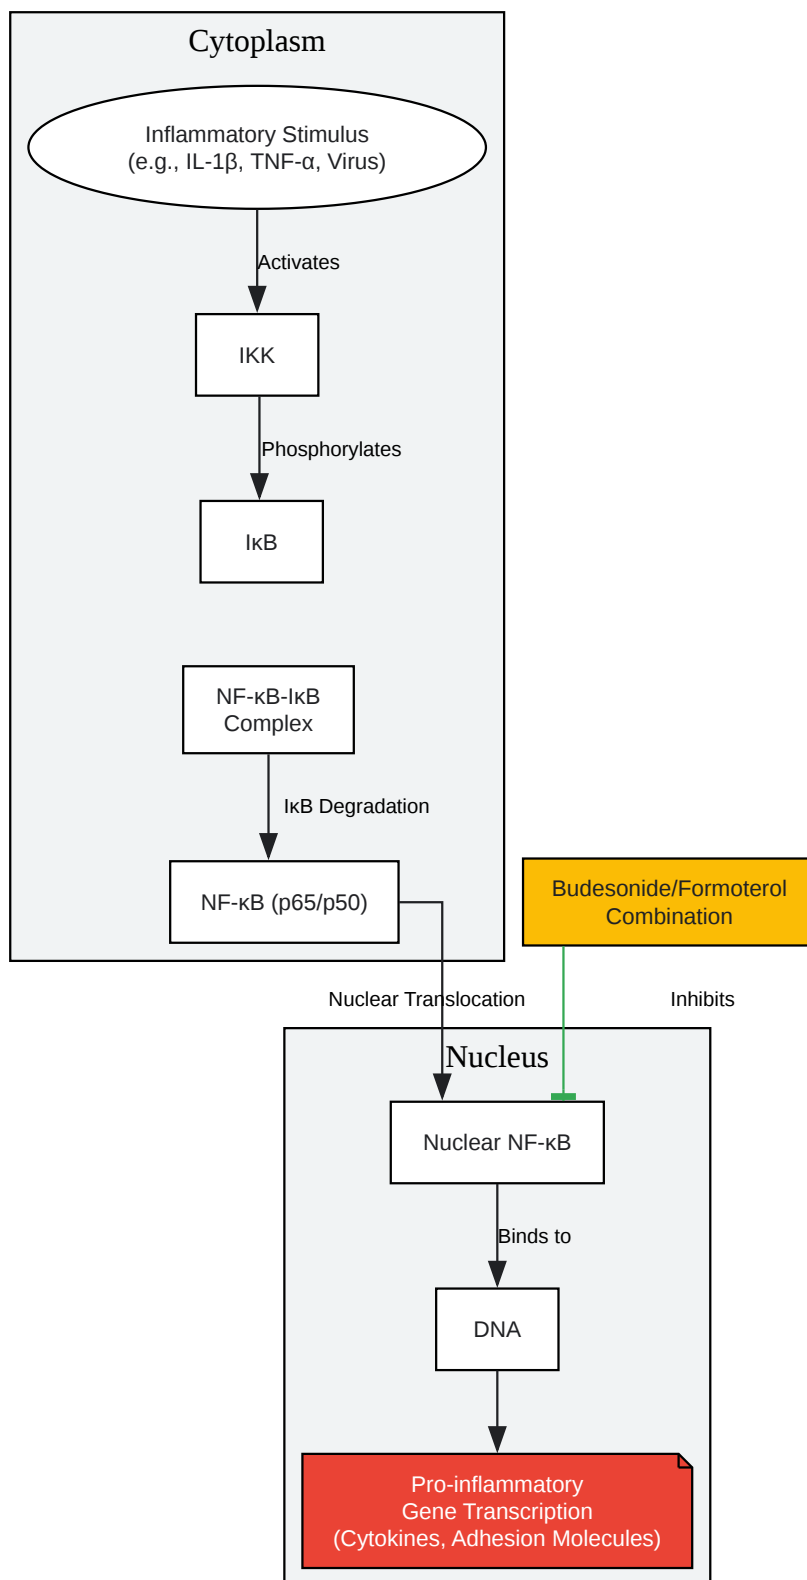 Cytoplasm
Inflammatory Stimulus
(e.g., IL-1β, TNF-α, Virus)
Activates
IKK
Phosphorylates
IκB
NF-κB-IκB
Complex
IκB Degradation
NF-κB (p65/p50)
Budesonide/Formoterol
Combination
Nuclear Translocation
Inhibits
Nucleus
Nuclear NF-κB
Binds to
DNA
Pro-inflammatory
Gene Transcription
(Cytokines, Adhesion Molecules)